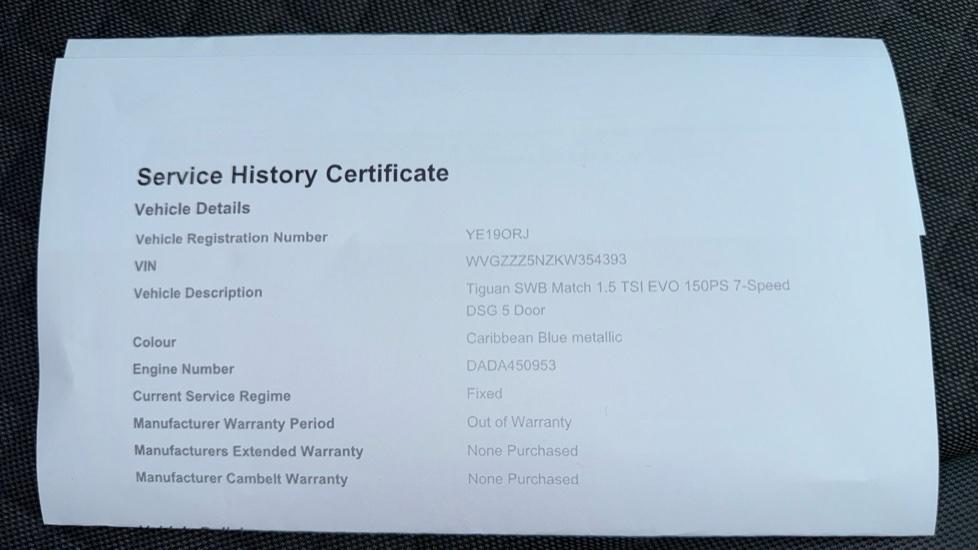 Service History Certificate
Vehicle Details
Vehicle Registration Number YE19ORJ
VIN WVGZZZ5NZKW354393
Vehicle Description Tiguan SWB Match 1.5 TSI EVO 150PS 7-Speed
DSG 5 Door
Colour Caribbean Blue metallic
Engine Number DADA450953
Current Service Regime Fixed
Manufacturer Warranty Period Out of Warranty
Manufacturers Extended Warranty None Purchased
Manufacturer Cambelt Warranty None Purchased